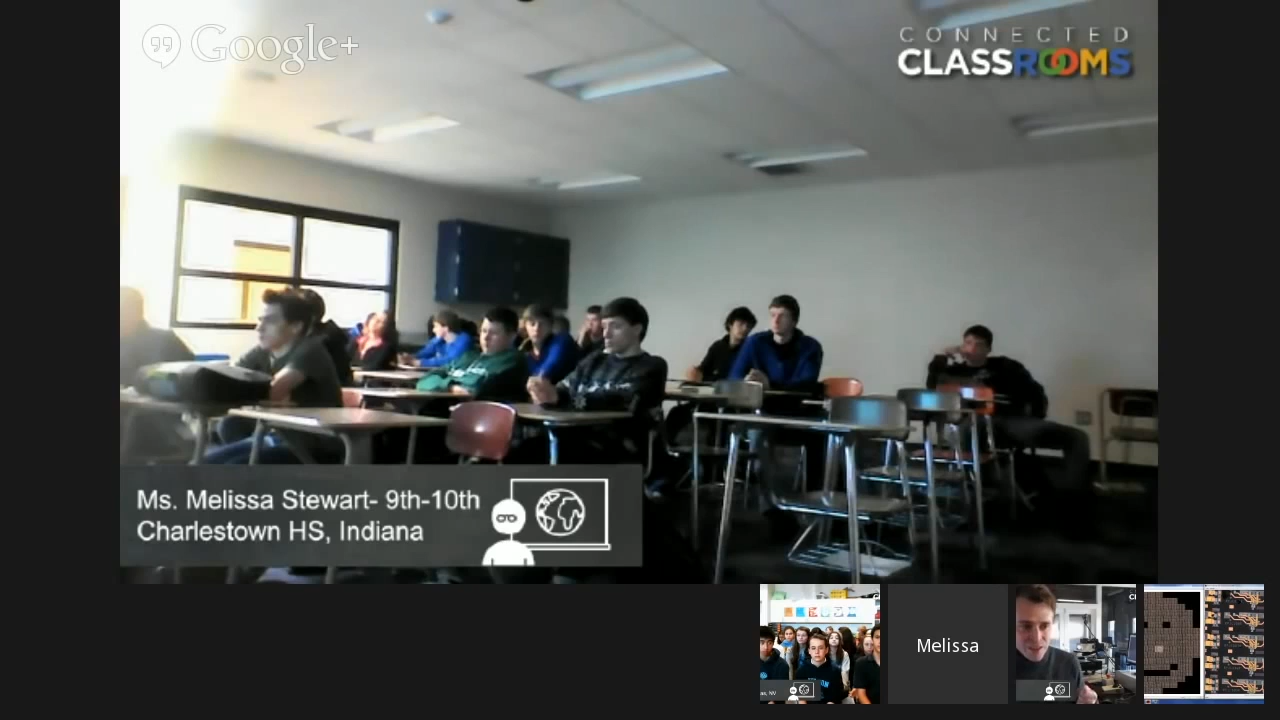 Google+
CONNECTED
CLASSROOMS
Ms. Melissa Stewart- 9th-10th
Charlestown HS, Indiana
Melissa